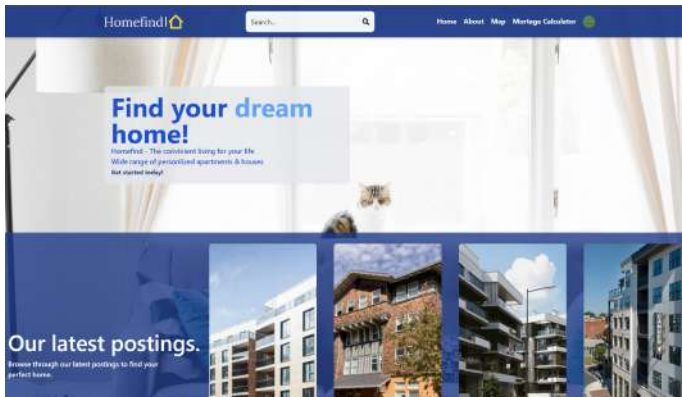 Homefind!
Search...
Home About Map Mortage Calculator
Find your dream
home!
Homefind - The convinient living for your life
Wide range of personlized apartments & houses
Get started today!
Our latest postings.
Browse through our latest postings to find your
perfect home.